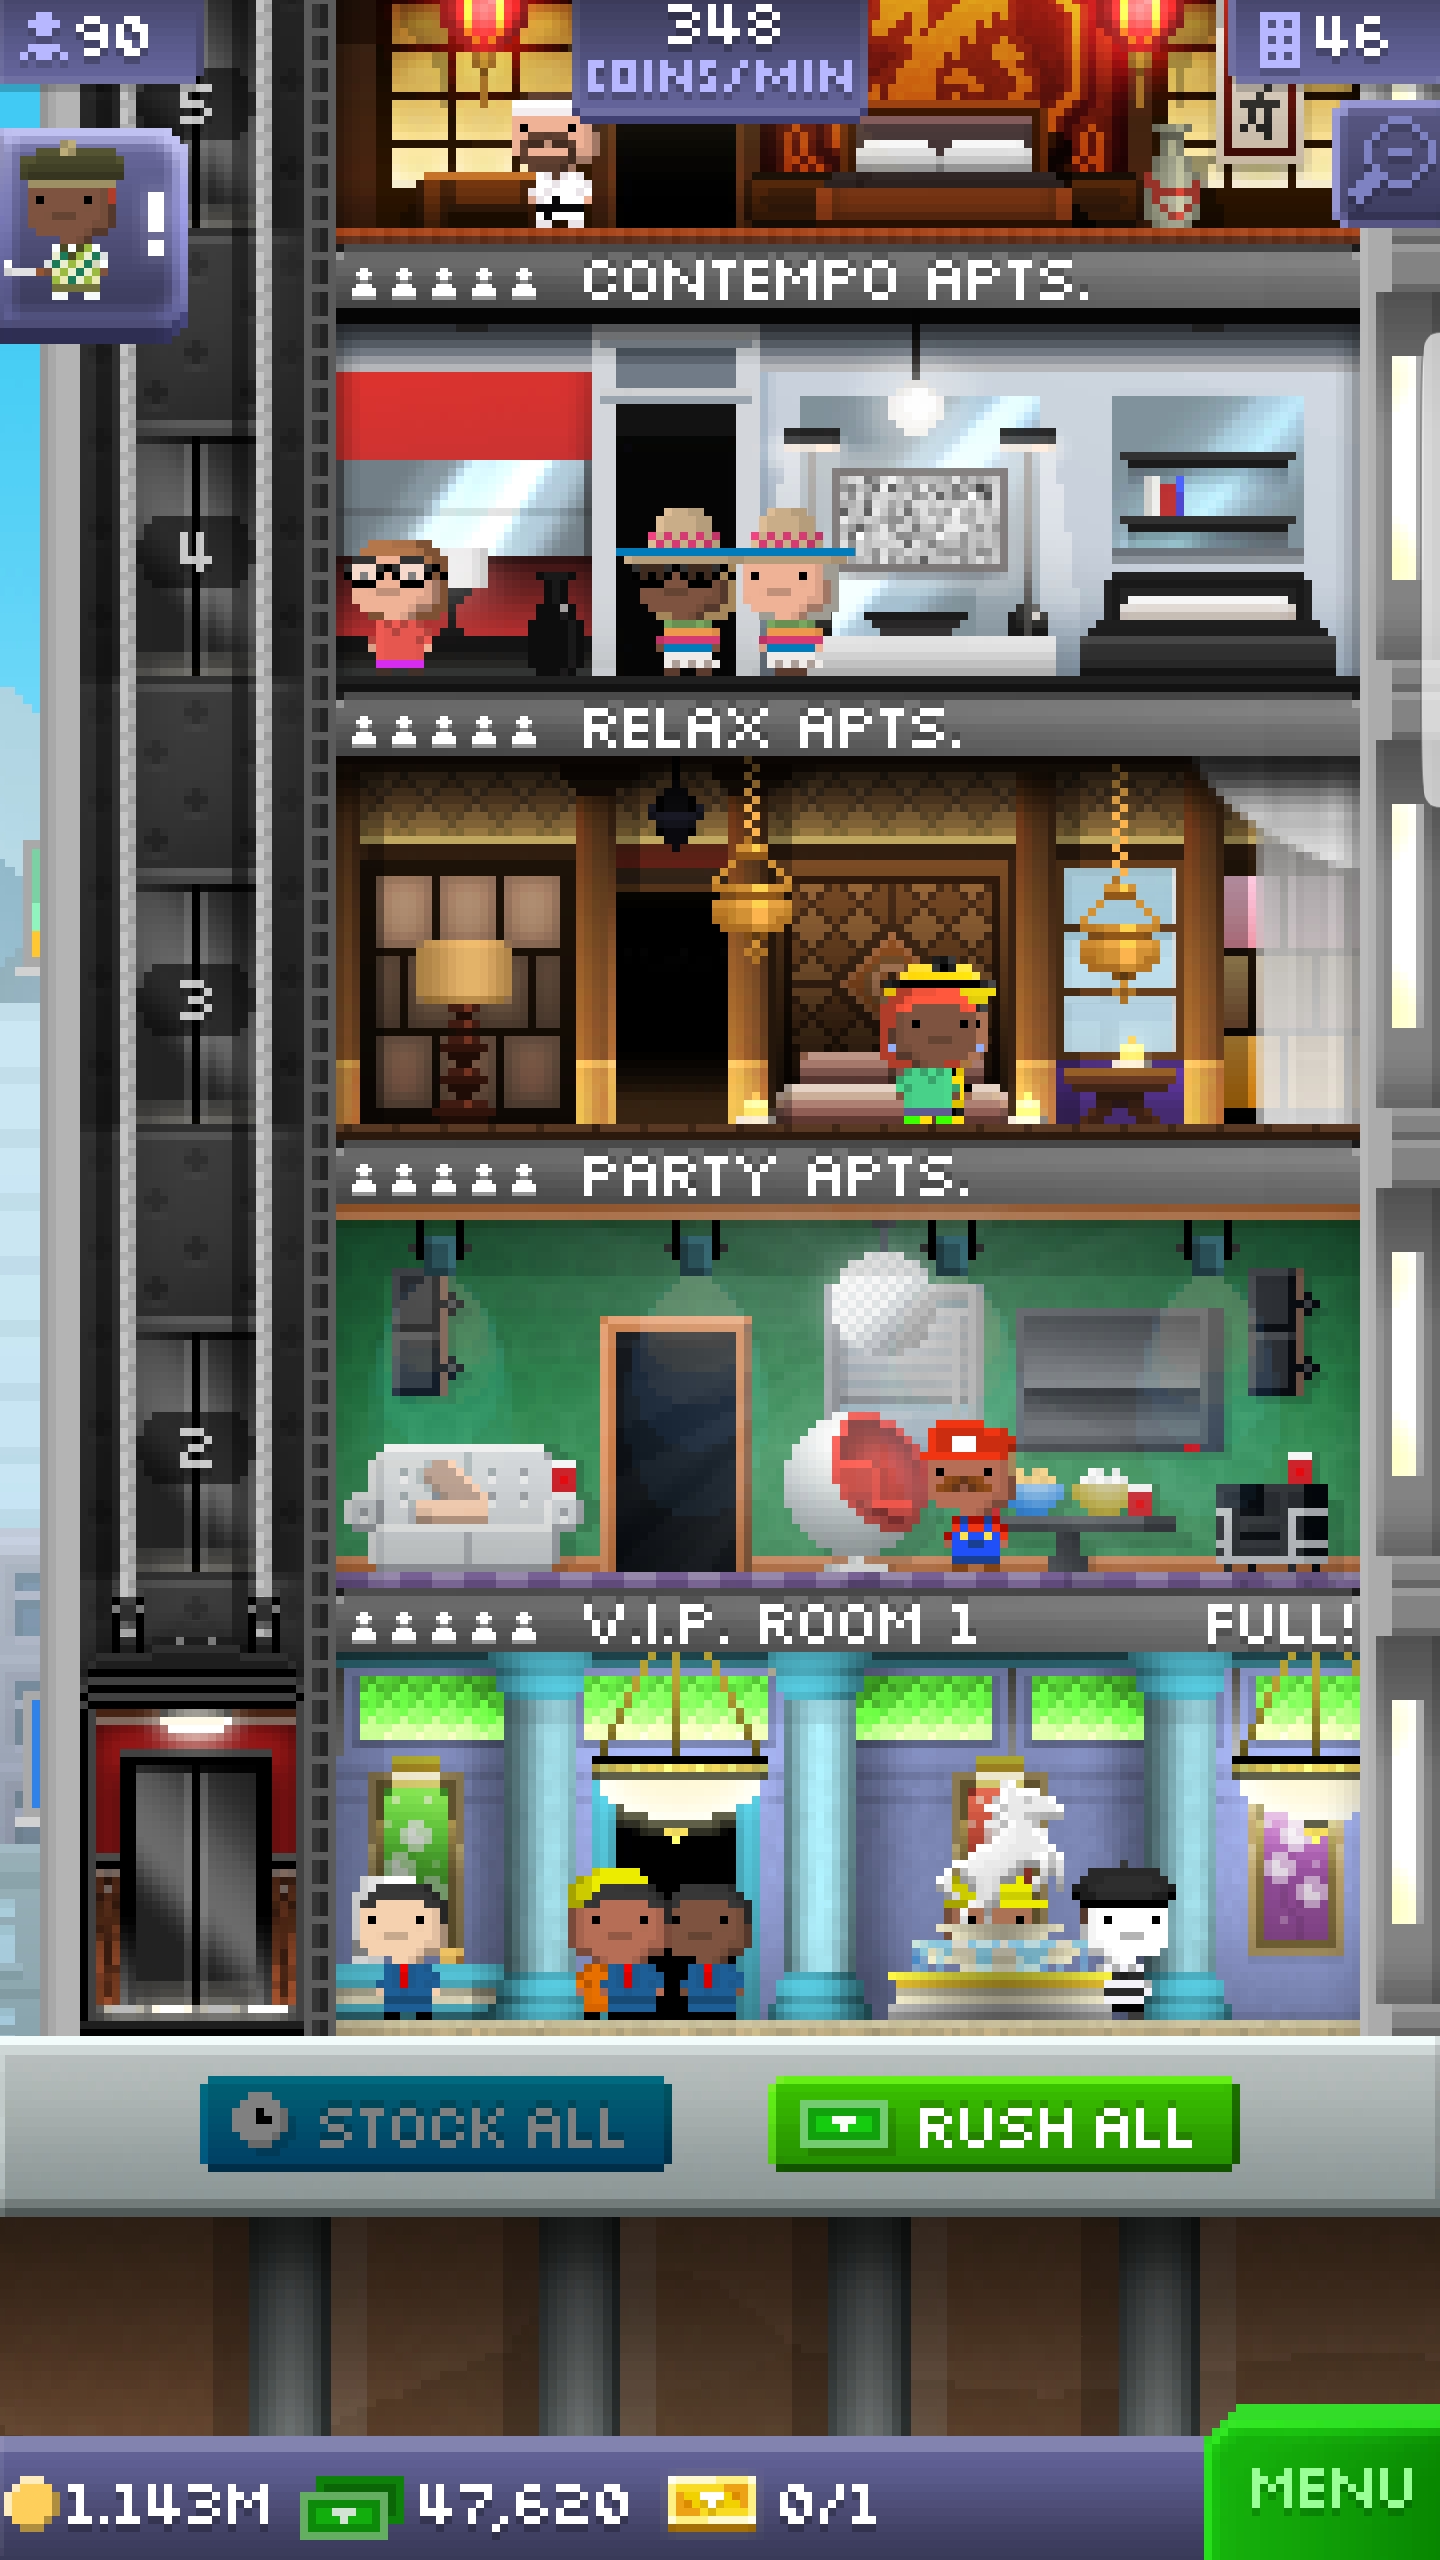 90
348
COINS/MIN
46
5
!
CONTEMPO APTS.
4
RELAX APTS.
3
PARTY APTS.
2
V.I.P. ROOM 1 FULL!
STOCK ALL
RUSH ALL
1.143M 47,620 0/1
MENU